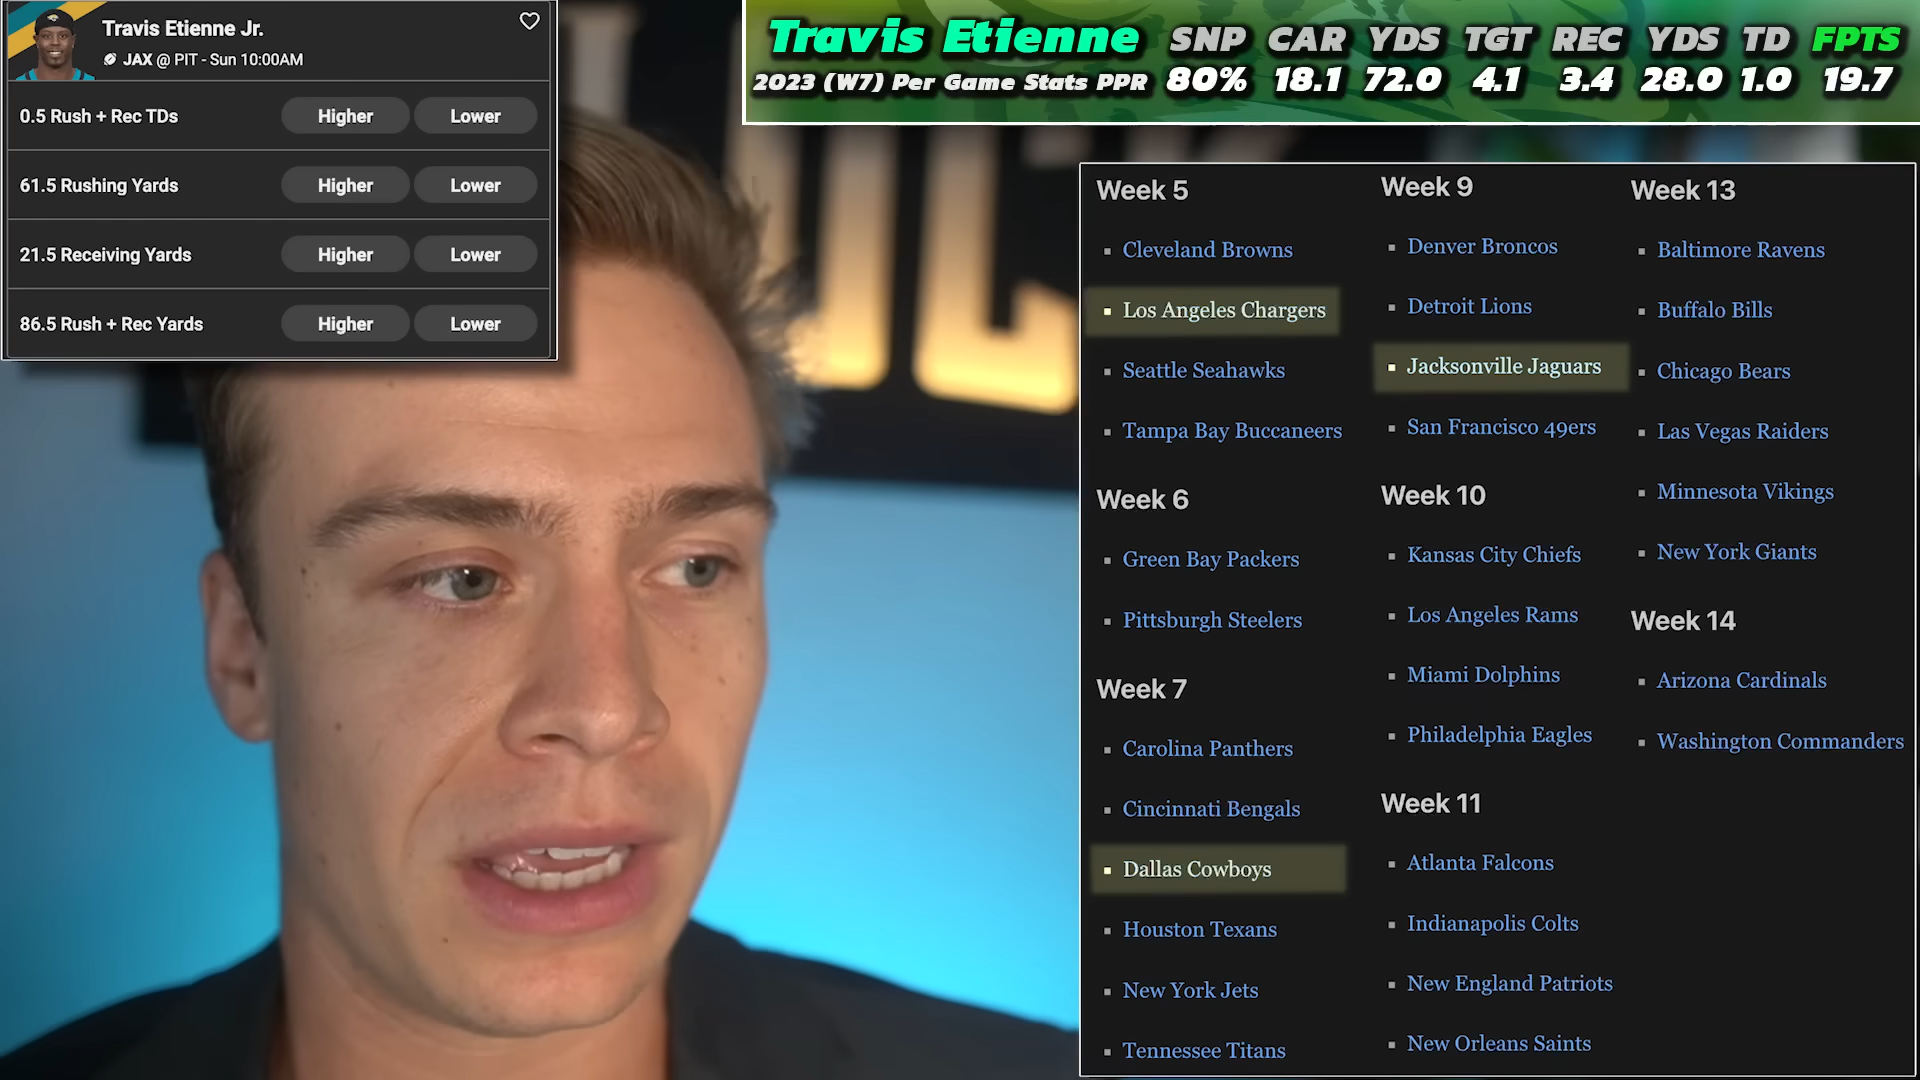 Travis Etienne Jr.
JAX @ PIT - Sun 10:00AM
0.5 Rush + Rec TDs Higher Lower
61.5 Rushing Yards Higher Lower
21.5 Receiving Yards Higher Lower
86.5 Rush + Rec Yards Higher Lower
Travis Etienne SNP CAR YDS TGT REC YDS TD FPTS
2023 (W7) Per Game Stats PPR 80% 18.1 72.0 4.1 3.4 28.0 1.0 19.7
Week 5
Cleveland Browns
Los Angeles Chargers
Seattle Seahawks
Tampa Bay Buccaneers
Week 6
Green Bay Packers
Pittsburgh Steelers
Week 7
Carolina Panthers
Cincinnati Bengals
Dallas Cowboys
Houston Texans
New York Jets
Tennessee Titans
Week 9
Denver Broncos
Detroit Lions
Jacksonville Jaguars
San Francisco 49ers
Week 10
Kansas City Chiefs
Los Angeles Rams
Miami Dolphins
Philadelphia Eagles
Week 11
Atlanta Falcons
Indianapolis Colts
New England Patriots
New Orleans Saints
Week 13
Baltimore Ravens
Buffalo Bills
Chicago Bears
Las Vegas Raiders
Minnesota Vikings
New York Giants
Week 14
Arizona Cardinals
Washington Commanders